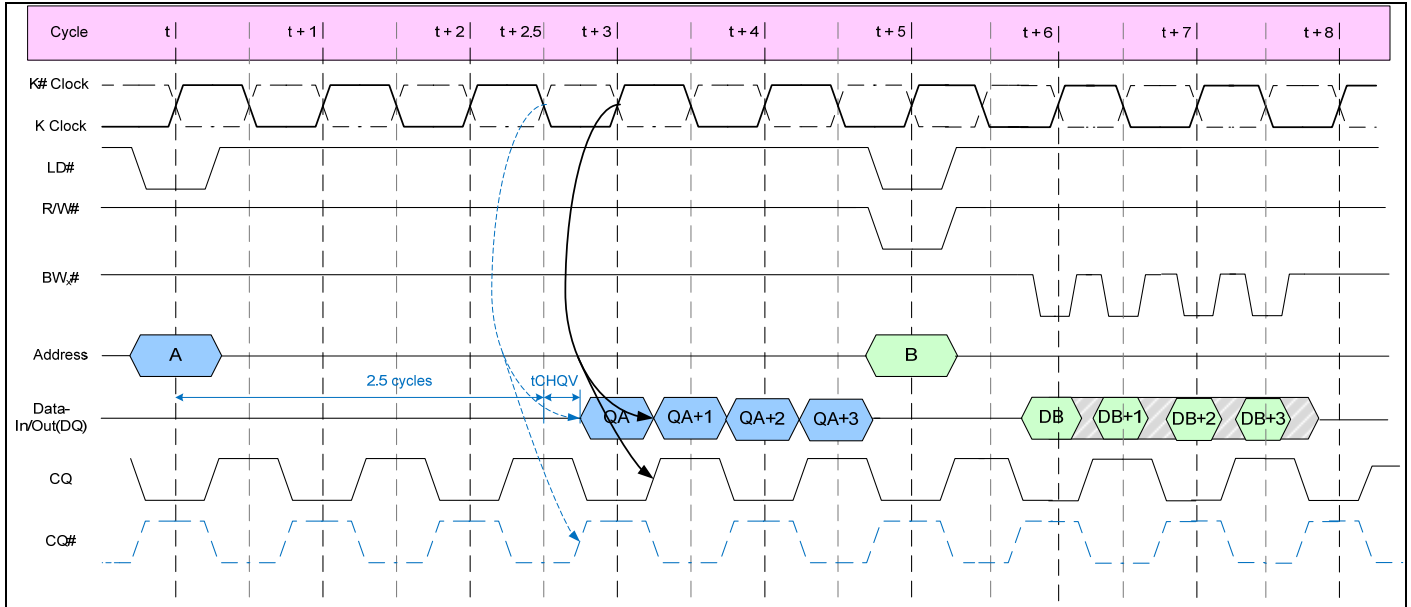 Cycle t t + 1 t + 2 t + 2.5 t + 3 t + 4 t + 5 t + 6 t + 7 t + 8
K# Clock
K Clock
LD#
R/W#
BWx#
Address A B
2.5 cycles tCHQV
Data-
In/Out(DQ) QA QA+1 QA+2 QA+3 DB DB+1 DB+2 DB+3
CQ
CQ#